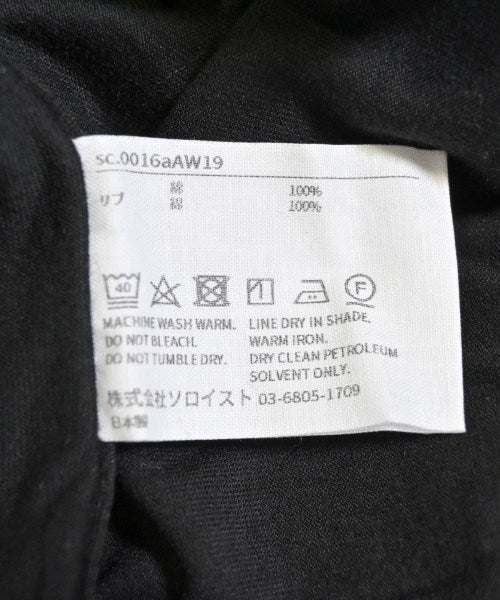 sc.0016aAW19
綿 100%
リブ 綿 100%
40 F
MACHINE WASH WARM. LINE DRY IN SHADE.
DO NOT BLEACH. WARM IRON.
DO NOT TUMBLE DRY. DRY CLEAN PETROLEUM
SOLVENT ONLY.
株式会社ソロイスト 03-6805-1709
日本製